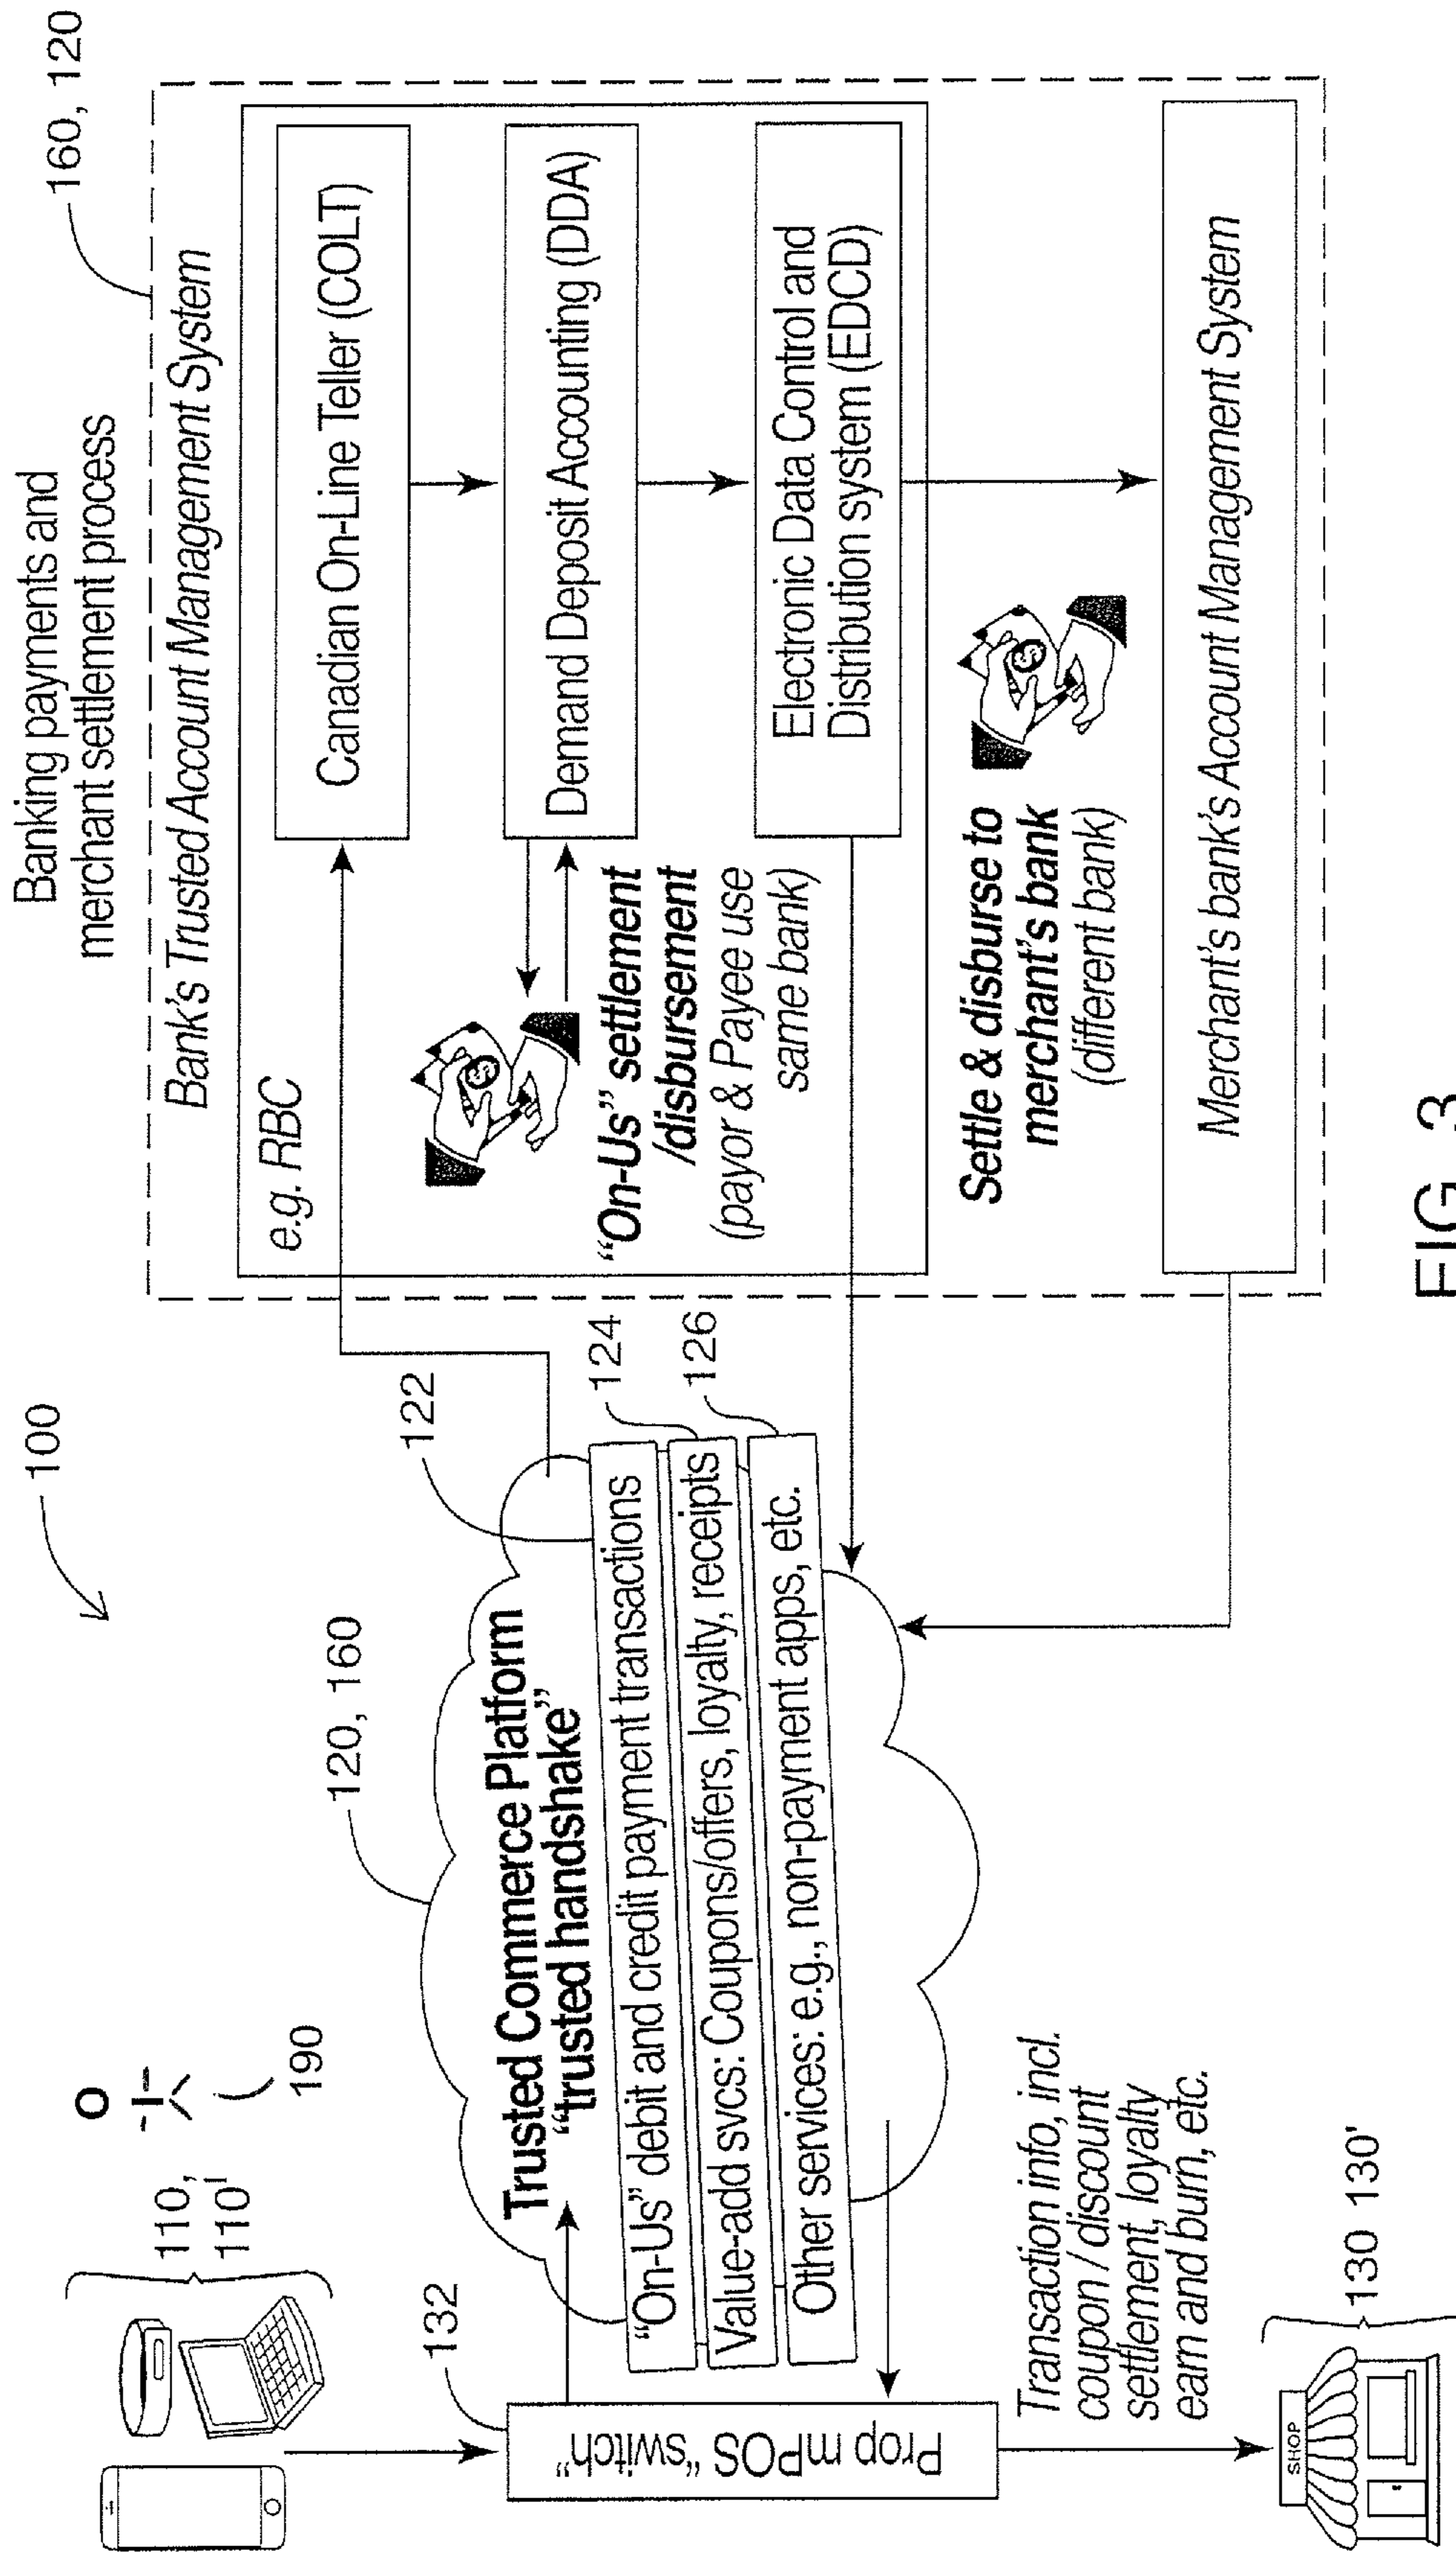 100
Banking payments and
merchant settlement process
160, 120
110,
110'
190
120, 160
Bank's Trusted Account Management System
e.g. RBC
Canadian On-Line Teller (COLT)
132
122
Trusted Commerce Platform
"trusted handshake"
Demand Deposit Accounting (DDA)
Prop mPOS "switch"
"On-Us" debit and credit payment transactions
124
Value-add svcs: Coupons/offers, loyalty, receipts
126
Other services: e.g., non-payment apps, etc.
"On-Us" settlement
/disbursement
(payor & Payee use
same bank)
Electronic Data Control and
Distribution system (EDCD)
Settle & disburse to
merchant's bank
(different bank)
Transaction info, incl.
coupon / discount
settlement, loyalty
earn and burn, etc.
Merchant's bank's Account Management System
SHOP
130 130'
FIG. 3